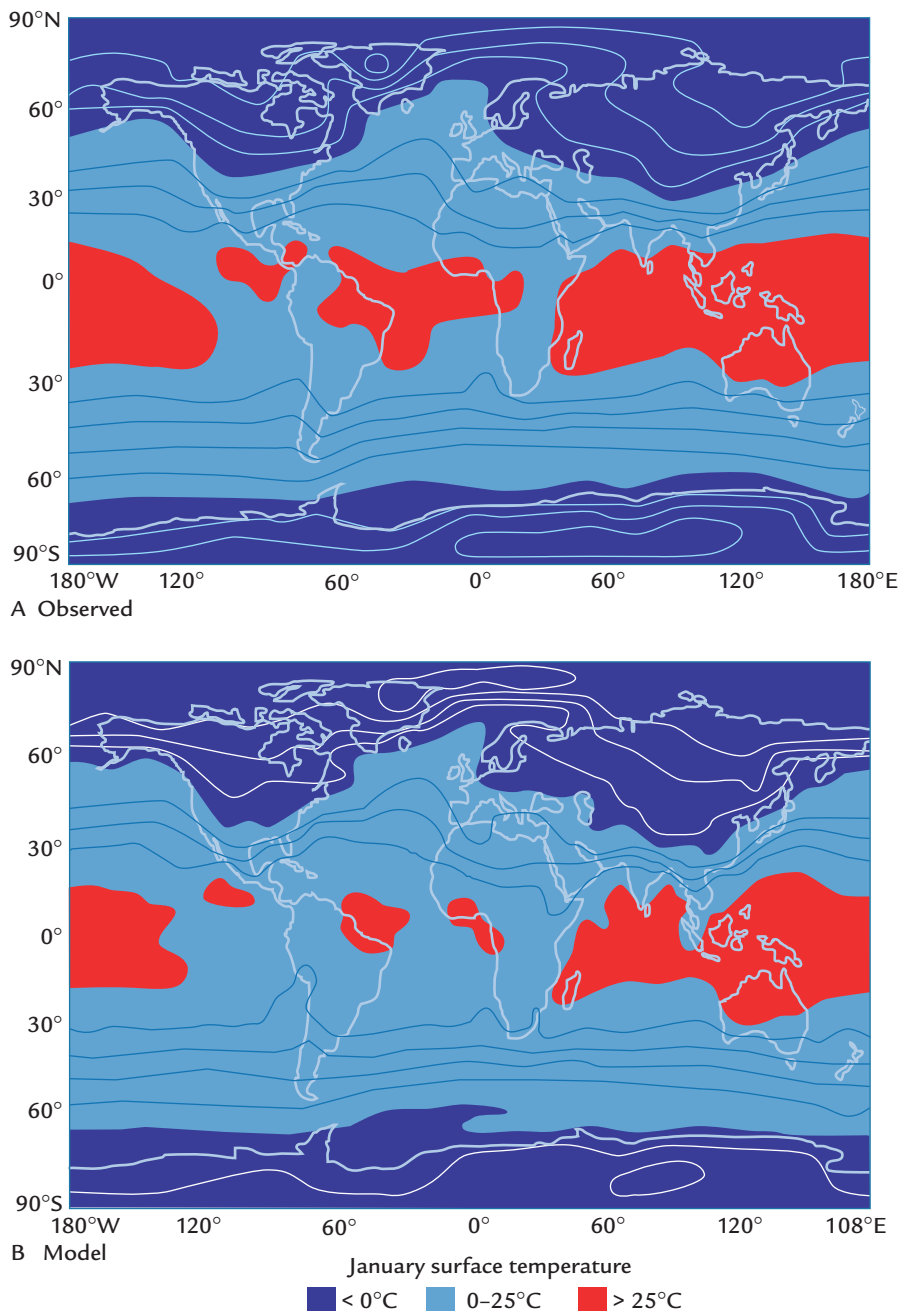 90°N
60°
30°
0°
30°
60°
90°S
180°W 120° 60° 0° 60° 120° 180°E
A Observed
90°N
60°
30°
0°
30°
60°
90°S
180°W 120° 60° 0° 60° 120° 108°E
B Model
January surface temperature
< 0°C 0–25°C > 25°C